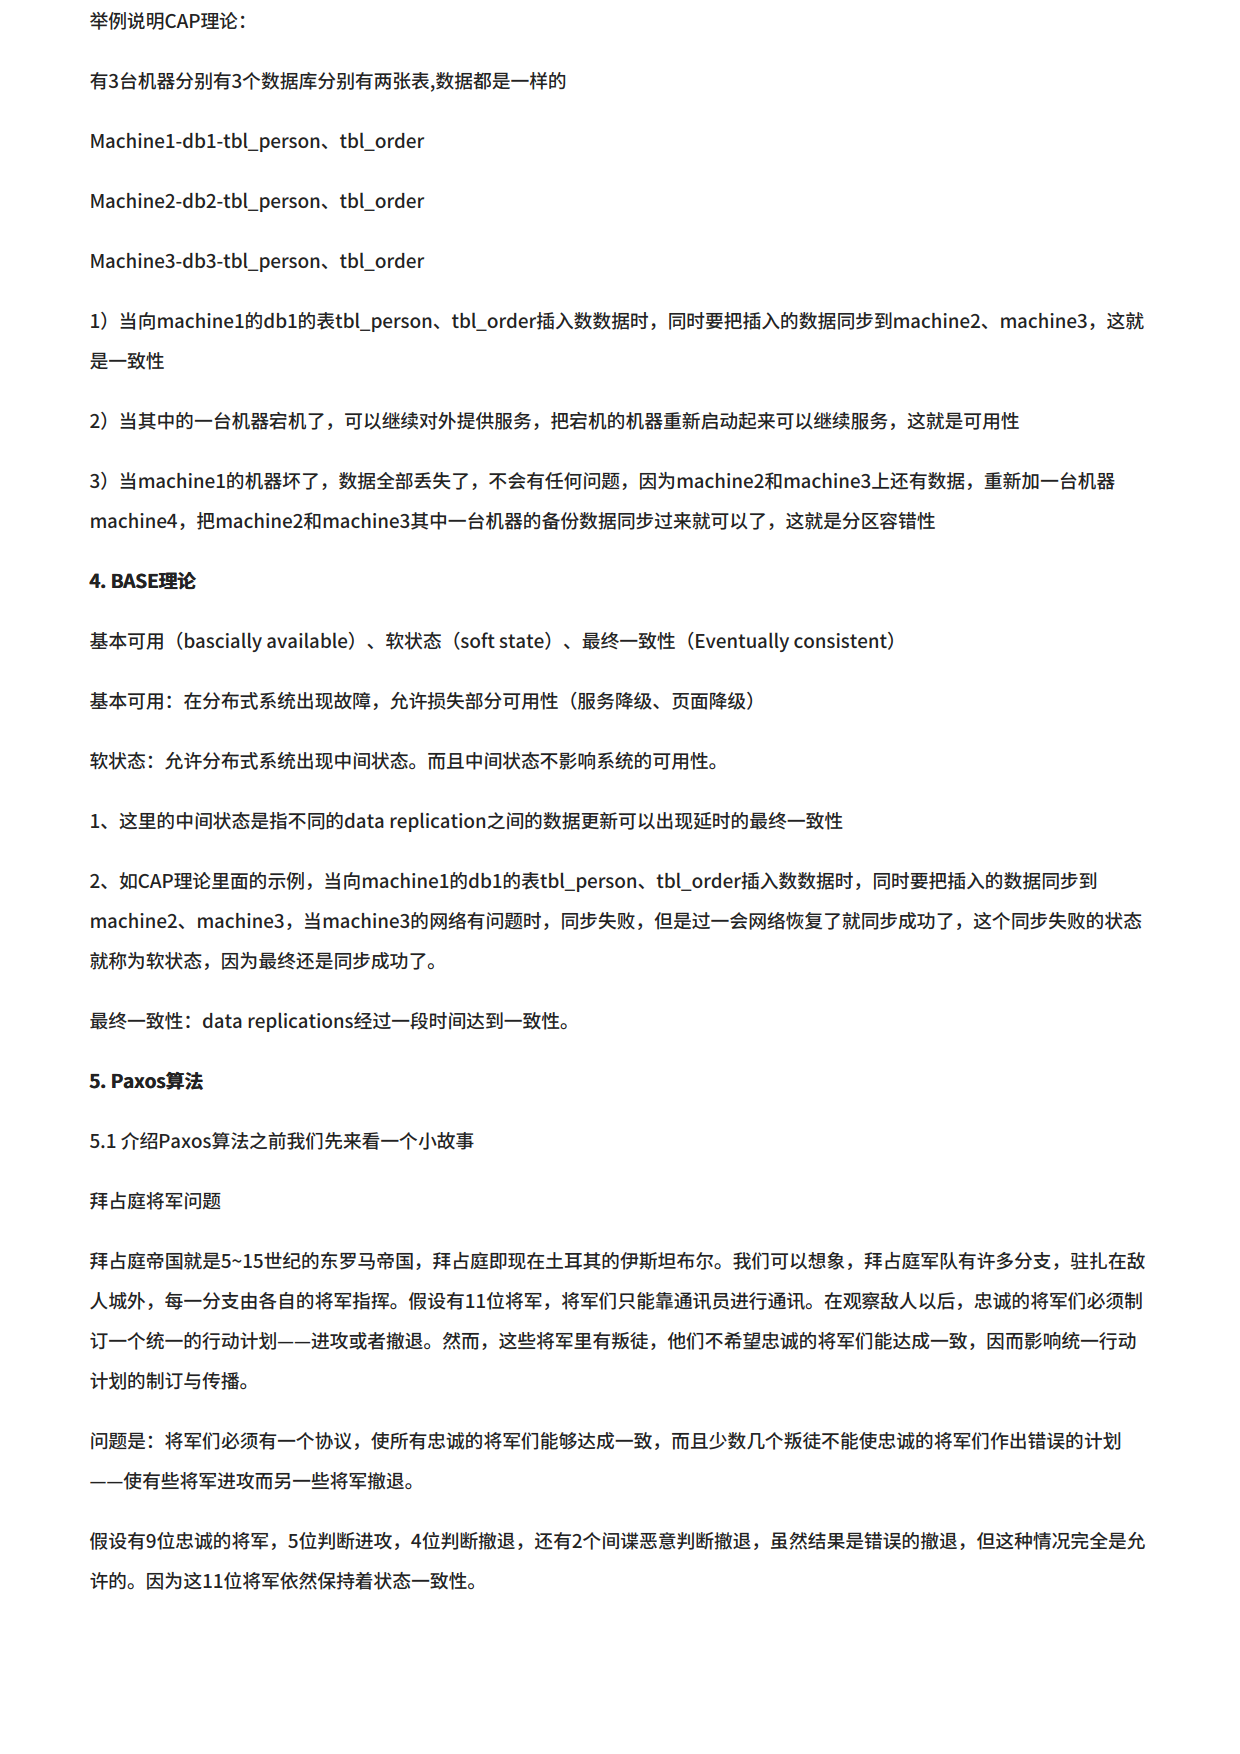 举例说明CAP理论：
有3台机器分别有3个数据库分别有两张表,数据都是一样的
Machine1-db1-tbl_person、tbl_order
Machine2-db2-tbl_person、tbl_order
Machine3-db3-tbl_person、tbl_order
1）当向machine1的db1的表tbl_person、tbl_order插入数数据时，同时要把插入的数据同步到machine2、machine3，这就
是一致性
2）当其中的一台机器宕机了，可以继续对外提供服务，把宕机的机器重新启动起来可以继续服务，这就是可用性
3）当machine1的机器坏了，数据全部丢失了，不会有任何问题，因为machine2和machine3上还有数据，重新加一台机器
machine4，把machine2和machine3其中一台机器的备份数据同步过来就可以了，这就是分区容错性
4. BASE理论
基本可用（bascially available）、软状态（soft state）、最终一致性（Eventually consistent）
基本可用：在分布式系统出现故障，允许损失部分可用性（服务降级、页面降级）
软状态：允许分布式系统出现中间状态。而且中间状态不影响系统的可用性。
1、这里的中间状态是指不同的data replication之间的数据更新可以出现延时的最终一致性
2、如CAP理论里面的示例，当向machine1的db1的表tbl_person、tbl_order插入数数据时，同时要把插入的数据同步到
machine2、machine3，当machine3的网络有问题时，同步失败，但是过一会网络恢复了就同步成功了，这个同步失败的状态
就称为软状态，因为最终还是同步成功了。
最终一致性：data replications经过一段时间达到一致性。
5. Paxos算法
5.1 介绍Paxos算法之前我们先来看一个小故事
拜占庭将军问题
拜占庭帝国就是5~15世纪的东罗马帝国，拜占庭即现在土耳其的伊斯坦布尔。我们可以想象，拜占庭军队有许多分支，驻扎在敌
人城外，每一分支由各自的将军指挥。假设有11位将军，将军们只能靠通讯员进行通讯。在观察敌人以后，忠诚的将军们必须制
订一个统一的行动计划——进攻或者撤退。然而，这些将军里有叛徒，他们不希望忠诚的将军们能达成一致，因而影响统一行动
计划的制订与传播。
问题是：将军们必须有一个协议，使所有忠诚的将军们能够达成一致，而且少数几个叛徒不能使忠诚的将军们作出错误的计划
——使有些将军进攻而另一些将军撤退。
假设有9位忠诚的将军，5位判断进攻，4位判断撤退，还有2个间谍恶意判断撤退，虽然结果是错误的撤退，但这种情况完全是允
许的。因为这11位将军依然保持着状态一致性。